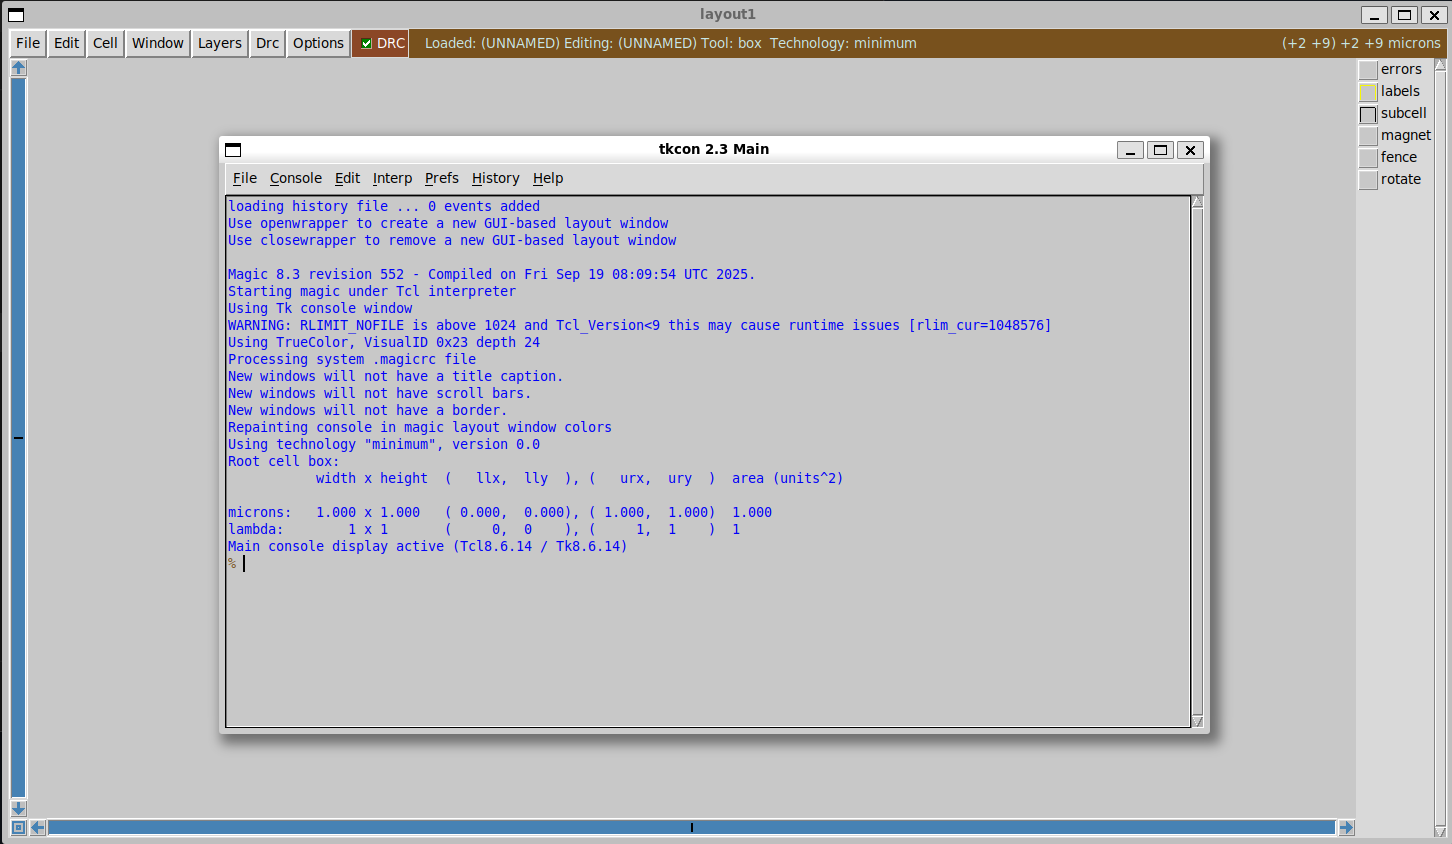 layout1
File Edit Cell Window Layers Drc Options DRC Loaded: (UNNAMED) Editing: (UNNAMED) Tool: box Technology: minimum (+2 +9) +2 +9 microns
errors
labels
subcell
magnet
fence
rotate
tkcon 2.3 Main
File Console Edit Interp Prefs History Help
loading history file ... 0 events added
Use openwrapper to create a new GUI-based layout window
Use closewrapper to remove a new GUI-based layout window
Magic 8.3 revision 552 - Compiled on Fri Sep 19 08:09:54 UTC 2025.
Starting magic under Tcl interpreter
Using Tk console window
WARNING: RLIMIT_NOFILE is above 1024 and Tcl_Version<9 this may cause runtime issues [rlim_cur=1048576]
Using TrueColor, VisualID 0x23 depth 24
Processing system .magicrc file
New windows will not have a title caption.
New windows will not have scroll bars.
New windows will not have a border.
Repainting console in magic layout window colors
Using technology "minimum", version 0.0
Root cell box:
width x height ( llx, lly ), ( urx, ury ) area (units^2)
microns: 1.000 x 1.000 ( 0.000, 0.000), ( 1.000, 1.000) 1.000
lambda: 1 x 1 ( 0, 0 ), ( 1, 1 ) 1
Main console display active (Tcl8.6.14 / Tk8.6.14)
%